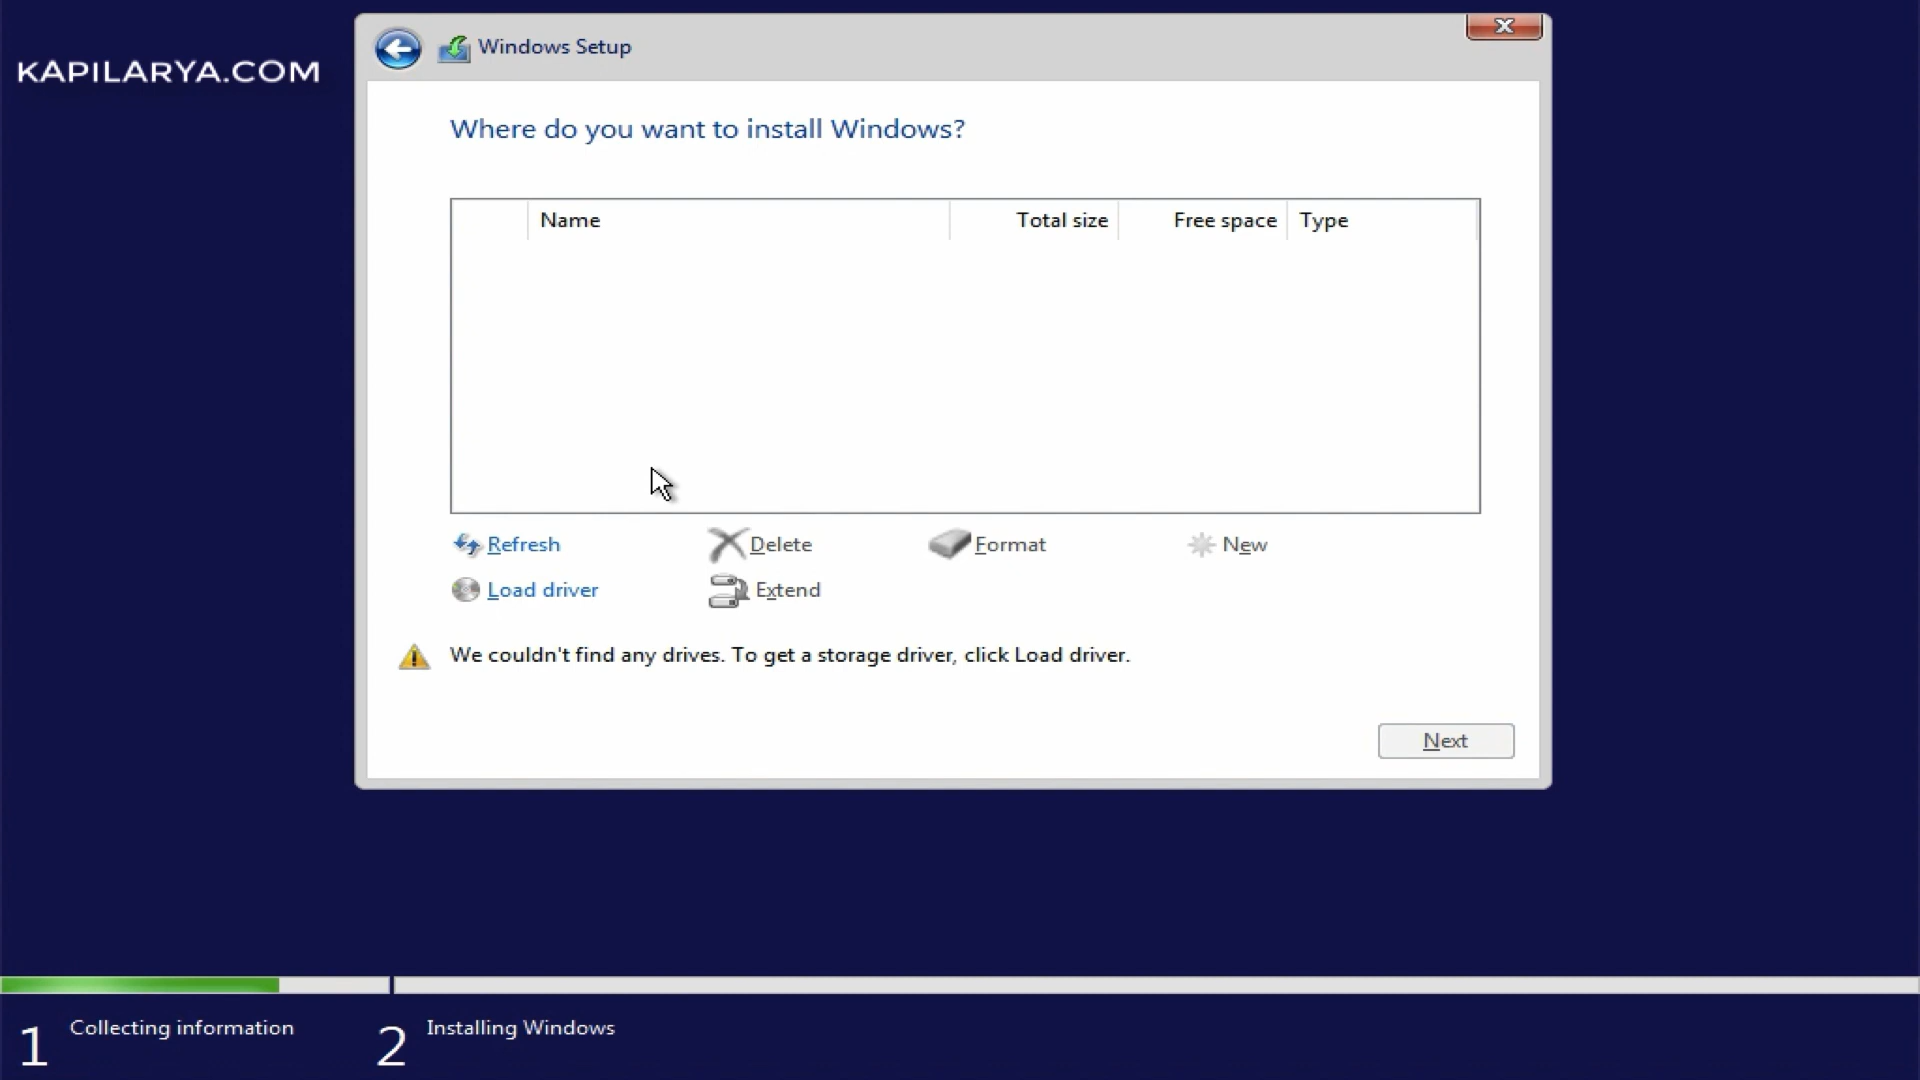 KAPILARYA.COM
Windows Setup
Where do you want to install Windows?
Name Total size Free space Type
Refresh Delete Format New
Load driver Extend
We couldn't find any drives. To get a storage driver, click Load driver.
Next
1 Collecting information 2 Installing Windows